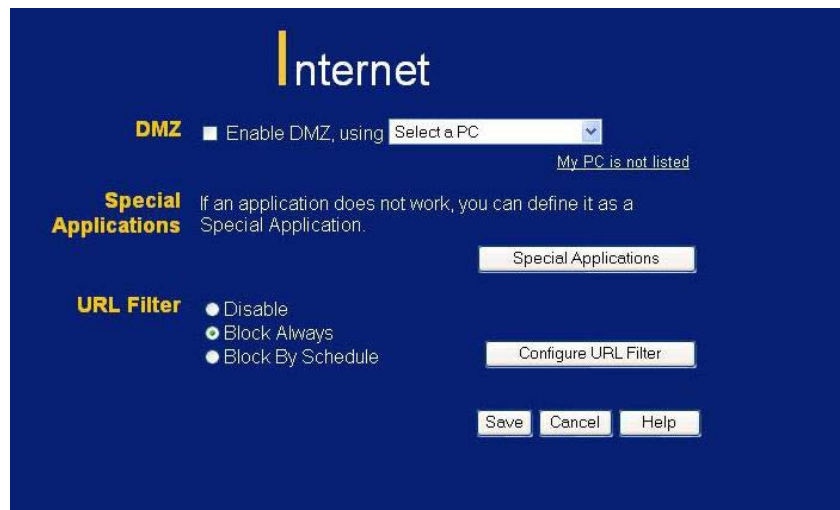 Internet
DMZ Enable DMZ, using Select a PC
My PC is not listed
Special Applications If an application does not work, you can define it as a
Special Application.
Special Applications
URL Filter Disable
Block Always
Block By Schedule
Configure URL Filter
Save Cancel Help